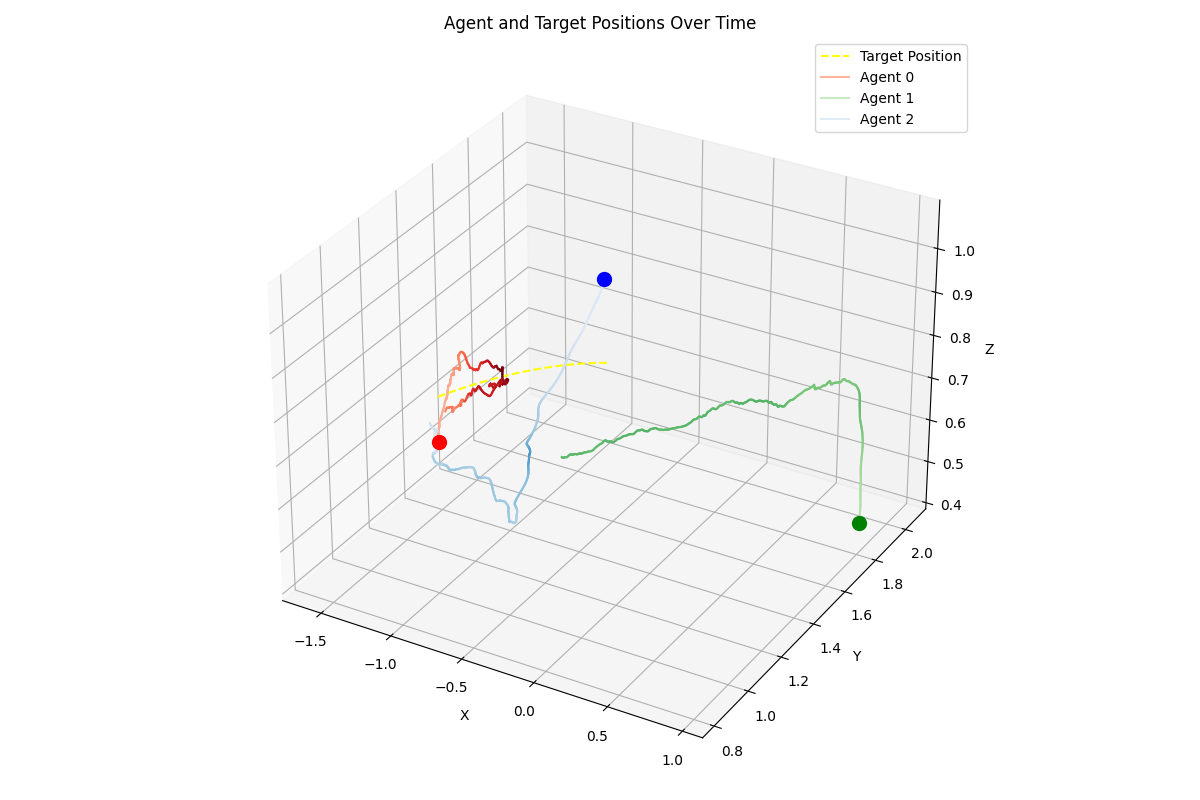 Agent and Target Positions Over Time
Target Position
Agent 0
Agent 1
Agent 2
1.0
0.9
0.8
Z
0.7
0.6
0.5
0.4
2.0
1.8
1.6
1.4
Y
1.2
1.0
0.8
−1.5
−1.0
−0.5
X
0.0
0.5
1.0